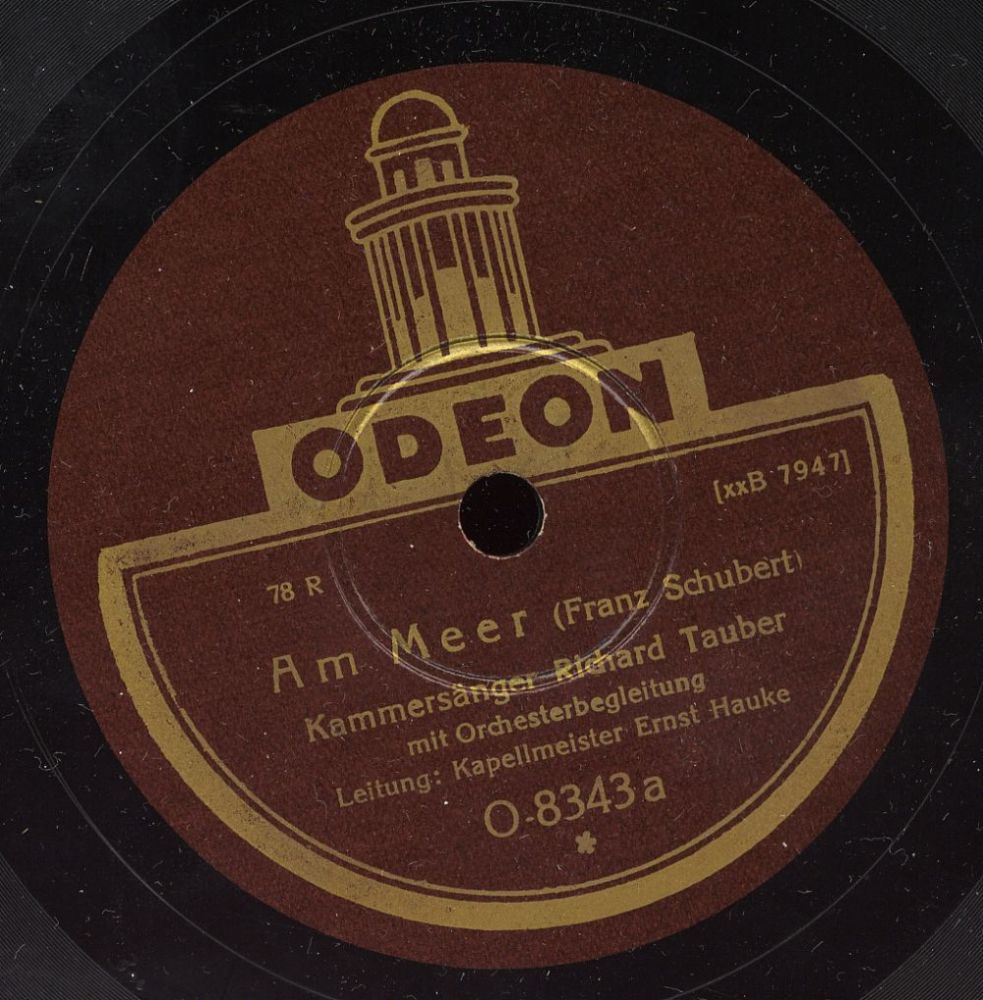 ODEON
[xxB 7947]
78 R
Am Meer (Franz Schubert)
Kammersänger Richard Tauber
mit Orchesterbegleitung
Leitung: Kapellmeister Ernst Hauke
O-8343 a
*